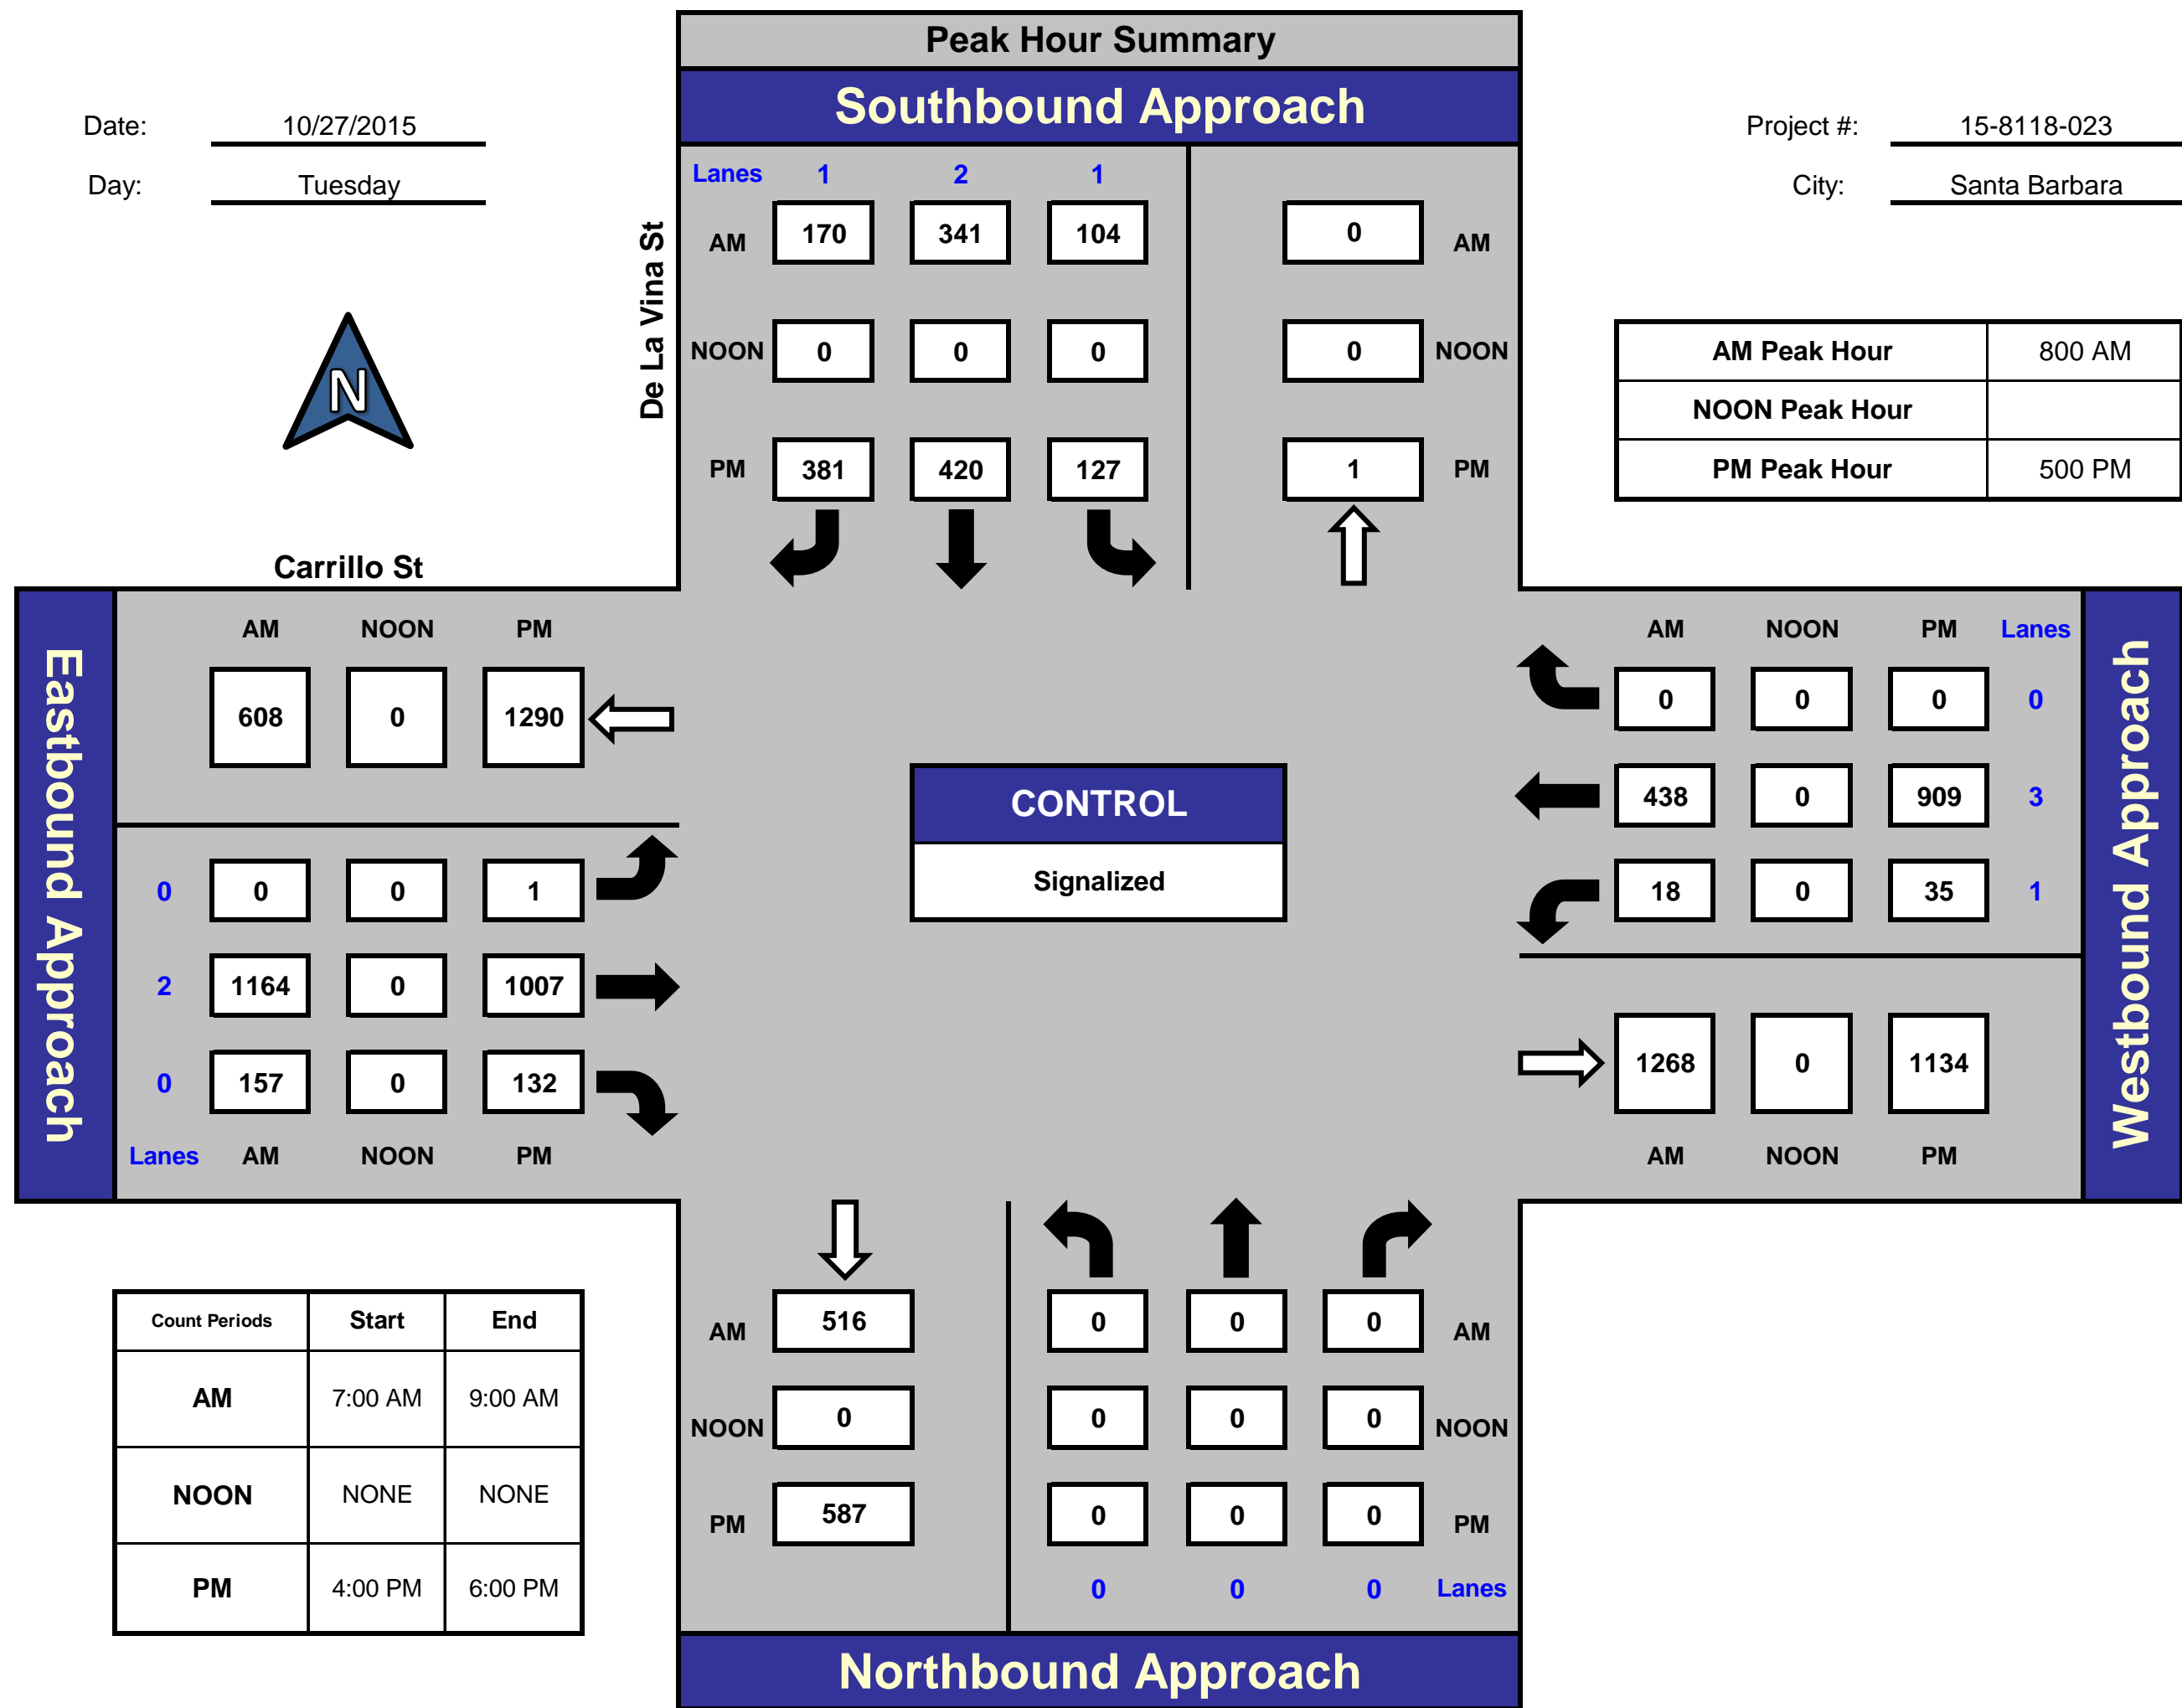 Peak Hour Summary
Southbound Approach
Date: 10/27/2015
Day: Tuesday
Project #: 15-8118-023
City: Santa Barbara
N
De La Vina St
Lanes 1 2 1
AM 170 341 104 0 AM
NOON 0 0 0 0 NOON
PM 381 420 127 1 PM
AM Peak Hour 800 AM
NOON Peak Hour
PM Peak Hour 500 PM
Carrillo St
Eastbound Approach
AM NOON PM
608 0 1290
0 0 0 1
2 1164 0 1007
0 157 0 132
Lanes AM NOON PM
CONTROL
Signalized
AM NOON PM Lanes
0 0 0 0
438 0 909 3
18 0 35 1
1268 0 1134
AM NOON PM
Westbound Approach
Count Periods Start End
AM 7:00 AM 9:00 AM
NOON NONE NONE
PM 4:00 PM 6:00 PM
AM 516 0 0 0 AM
NOON 0 0 0 0 NOON
PM 587 0 0 0 PM
0 0 0 Lanes
Northbound Approach